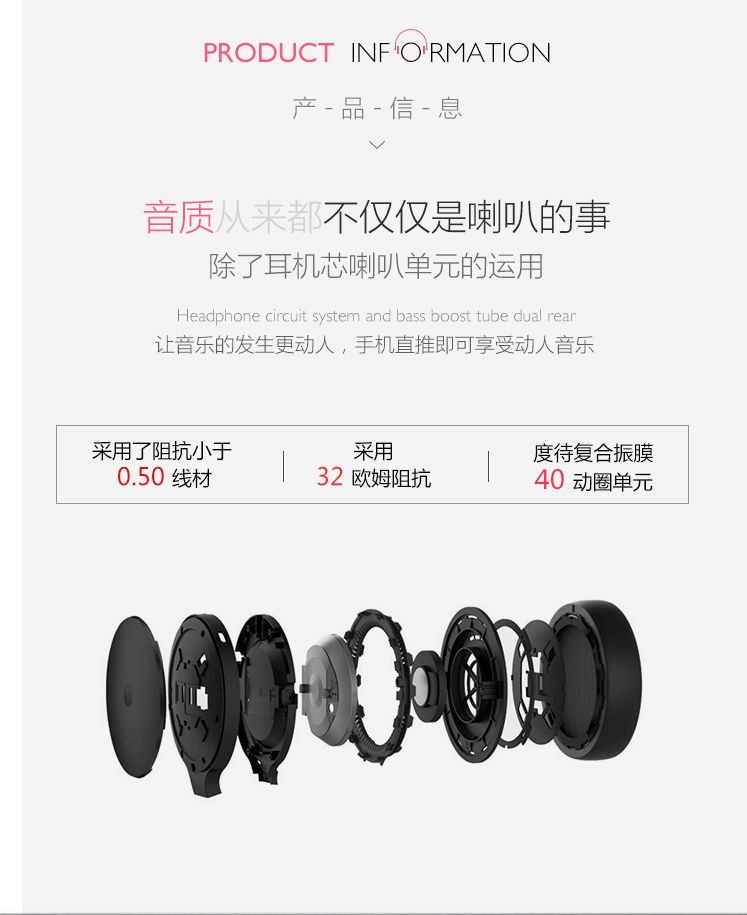 PRODUCT INFORMATION
产-品-信-息
音质从来都不仅仅是喇叭的事
除了耳机芯喇叭单元的运用
Headphone circuit system and bass boost tube dual rear
让音乐的发生更动人，手机直推即可享受动人音乐
采用了阻抗小于
0.50 线材
采用
32 欧姆阻抗
度待复合振膜
40 动圈单元